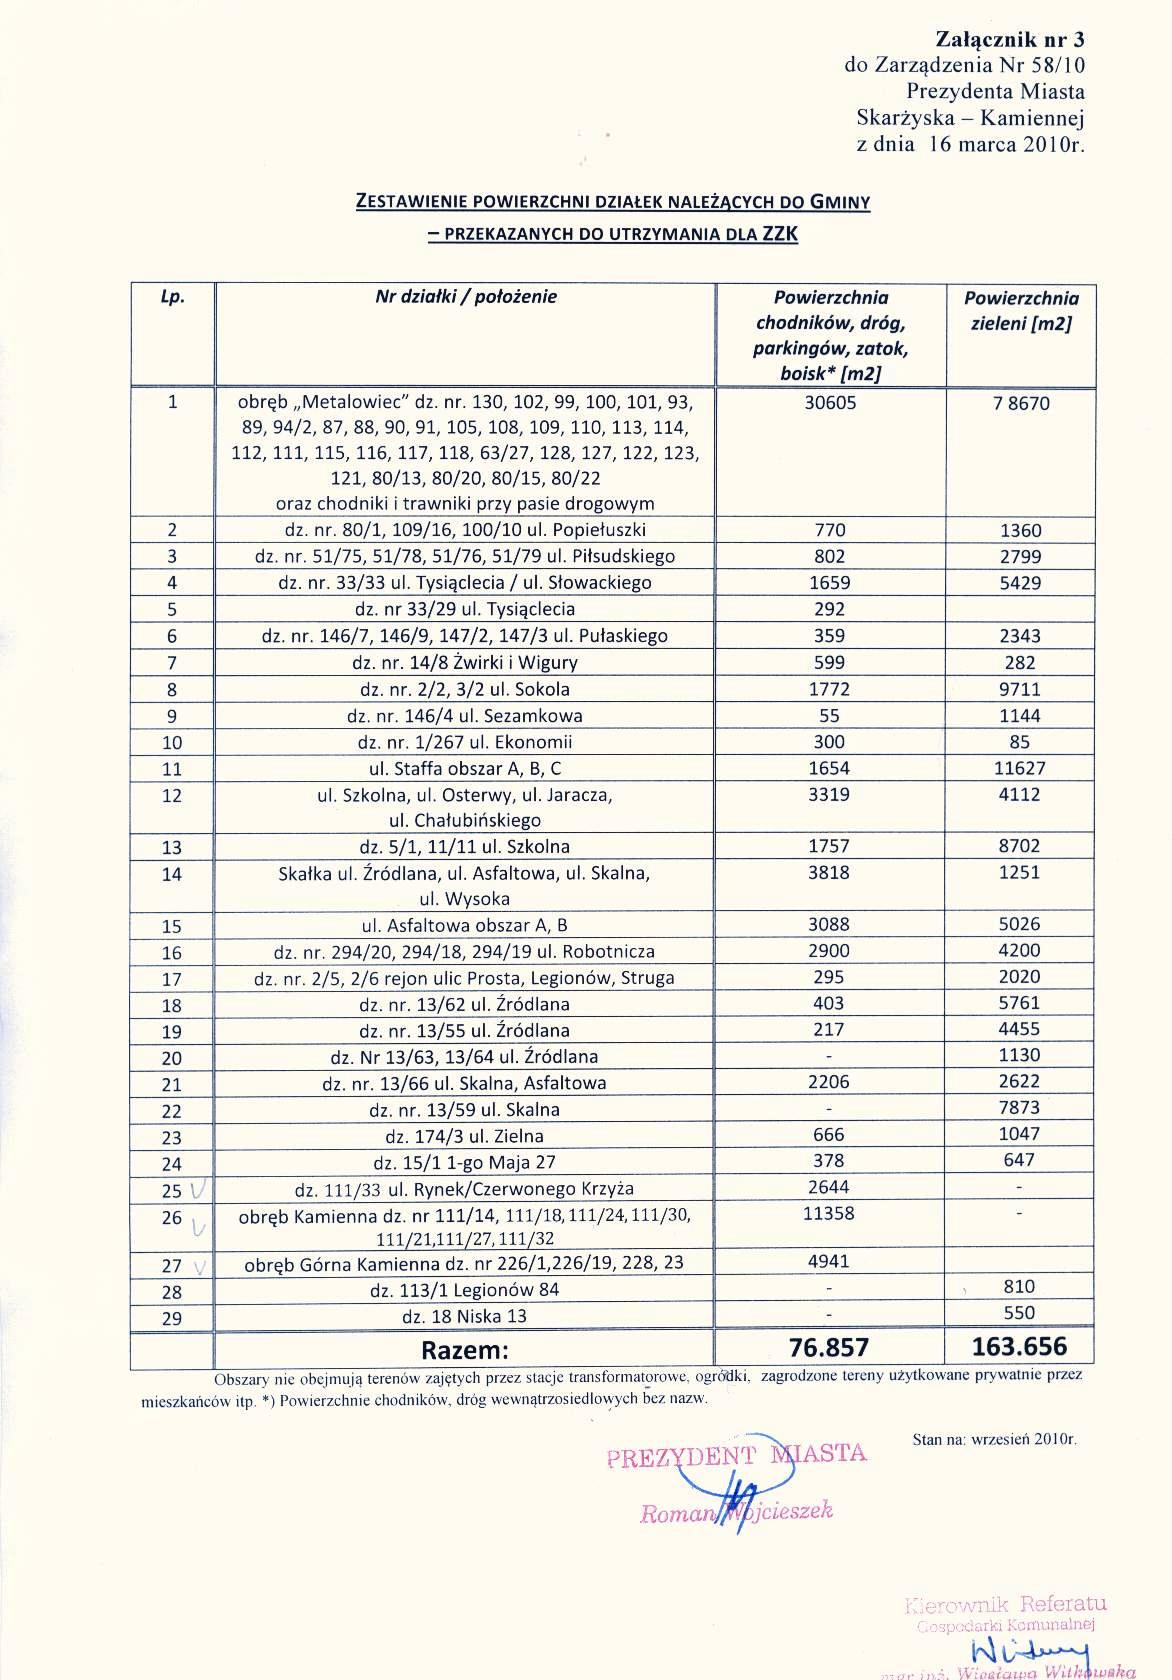 Załącznik nr 3
do Zarządzenia Nr 58/10
Prezydenta Miasta
Skarżyska – Kamiennej
z dnia 16 marca 2010r.
ZESTAWIENIE POWIERZCHNI DZIAŁEK NALEŻĄCYCH DO GMINY
– PRZEKAZANYCH DO UTRZYMANIA DLA ZZK
Lp. Nr działki / położenie Powierzchnia chodników, dróg, parkingów, zatok, boisk* [m2] Powierzchnia zieleni [m2]
1 obręb „Metalowiec” dz. nr. 130, 102, 99, 100, 101, 93, 30605 7 8670
89, 94/2, 87, 88, 90, 91, 105, 108, 109, 110, 113, 114,
112, 111, 115, 116, 117, 118, 63/27, 128, 127, 122, 123,
121, 80/13, 80/20, 80/15, 80/22
oraz chodniki i trawniki przy pasie drogowym
2 dz. nr. 80/1, 109/16, 100/10 ul. Popiełuszki 770 1360
3 dz. nr. 51/75, 51/78, 51/76, 51/79 ul. Piłsudskiego 802 2799
4 dz. nr. 33/33 ul. Tysiąclecia / ul. Słowackiego 1659 5429
5 dz. nr 33/29 ul. Tysiąclecia 292
6 dz. nr. 146/7, 146/9, 147/2, 147/3 ul. Pułaskiego 359 2343
7 dz. nr. 14/8 Żwirki i Wigury 599 282
8 dz. nr. 2/2, 3/2 ul. Sokola 1772 9711
9 dz. nr. 146/4 ul. Sezamkowa 55 1144
10 dz. nr. 1/267 ul. Ekonomii 300 85
11 ul. Staffa obszar A, B, C 1654 11627
12 ul. Szkolna, ul. Osterwy, ul. Jaracza, 3319 4112
ul. Chałubińskiego
13 dz. 5/1, 11/11 ul. Szkolna 1757 8702
14 Skałka ul. Źródlana, ul. Asfaltowa, ul. Skalna, 3818 1251
ul. Wysoka
15 ul. Asfaltowa obszar A, B 3088 5026
16 dz. nr. 294/20, 294/18, 294/19 ul. Robotnicza 2900 4200
17 dz. nr. 2/5, 2/6 rejon ulic Prosta, Legionów, Struga 295 2020
18 dz. nr. 13/62 ul. Źródlana 403 5761
19 dz. nr. 13/55 ul. Źródlana 217 4455
20 dz. Nr 13/63, 13/64 ul. Źródlana - 1130
21 dz. nr. 13/66 ul. Skalna, Asfaltowa 2206 2622
22 dz. nr. 13/59 ul. Skalna - 7873
23 dz. 174/3 ul. Zielna 666 1047
24 dz. 15/1 1-go Maja 27 378 647
25 dz. 111/33 ul. Rynek/Czerwonego Krzyża 2644 -
26 obręb Kamienna dz. nr 111/14, 111/18,111/24,111/30, 11358 -
111/21,111/27,111/32
27 obręb Górna Kamienna dz. nr 226/1,226/19, 228, 23 4941
28 dz. 113/1 Legionów 84 - 810
29 dz. 18 Niska 13 - 550
Razem: 76.857 163.656
Obszary nie obejmują terenów zajętych przez stacje transformatorowe, ogródki, zagrodzone tereny użytkowane prywatnie przez
mieszkańców itp. *) Powierzchnie chodników, dróg wewnątrzosiedlowych bez nazw.
Stan na: wrzesień 2010r.
PREZYDENT MIASTA
Roman Wojcieszek
Kierownik Referatu
Gospodarki Komunalnej
mgr inż. Wiesława Witkowska